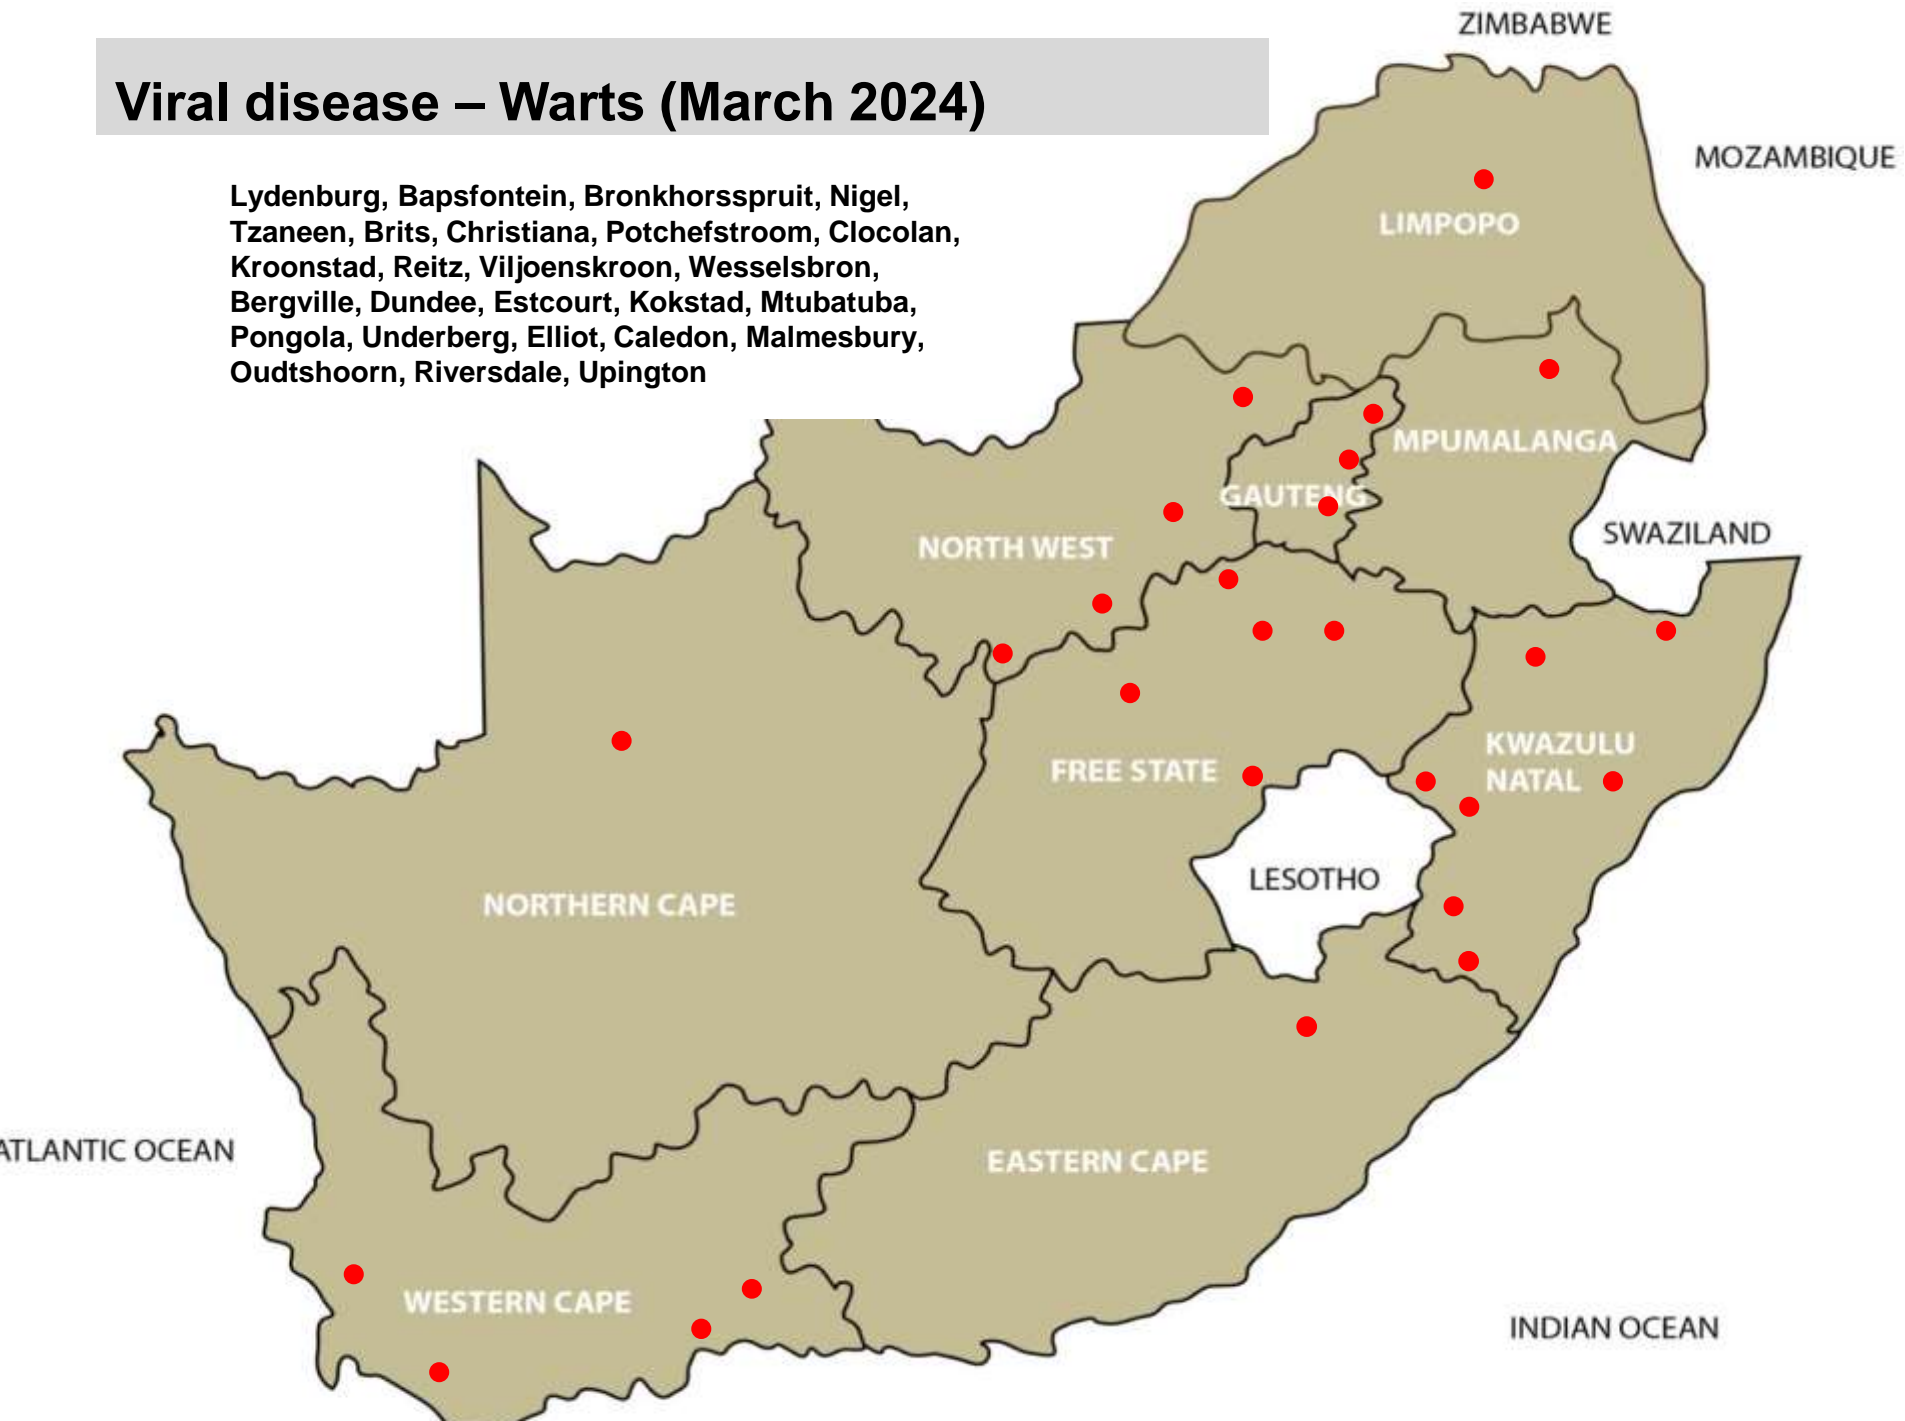 ZIMBABWE
Viral disease – Warts (March 2024)
MOZAMBIQUE
Lydenburg, Bapsfontein, Bronkhorsspruit, Nigel,
Tzaneen, Brits, Christiana, Potchefstroom, Clocolan,
Kroonstad, Reitz, Viljoenskroon, Wesselsbron,
Bergville, Dundee, Estcourt, Kokstad, Mtubatuba,
Pongola, Underberg, Elliot, Caledon, Malmesbury,
Oudtshoorn, Riversdale, Upington
LIMPOPO
MPUMALANGA
GAUTENG
SWAZILAND
NORTH WEST
KWAZULU
NATAL
FREE STATE
LESOTHO
NORTHERN CAPE
ATLANTIC OCEAN
EASTERN CAPE
WESTERN CAPE
INDIAN OCEAN